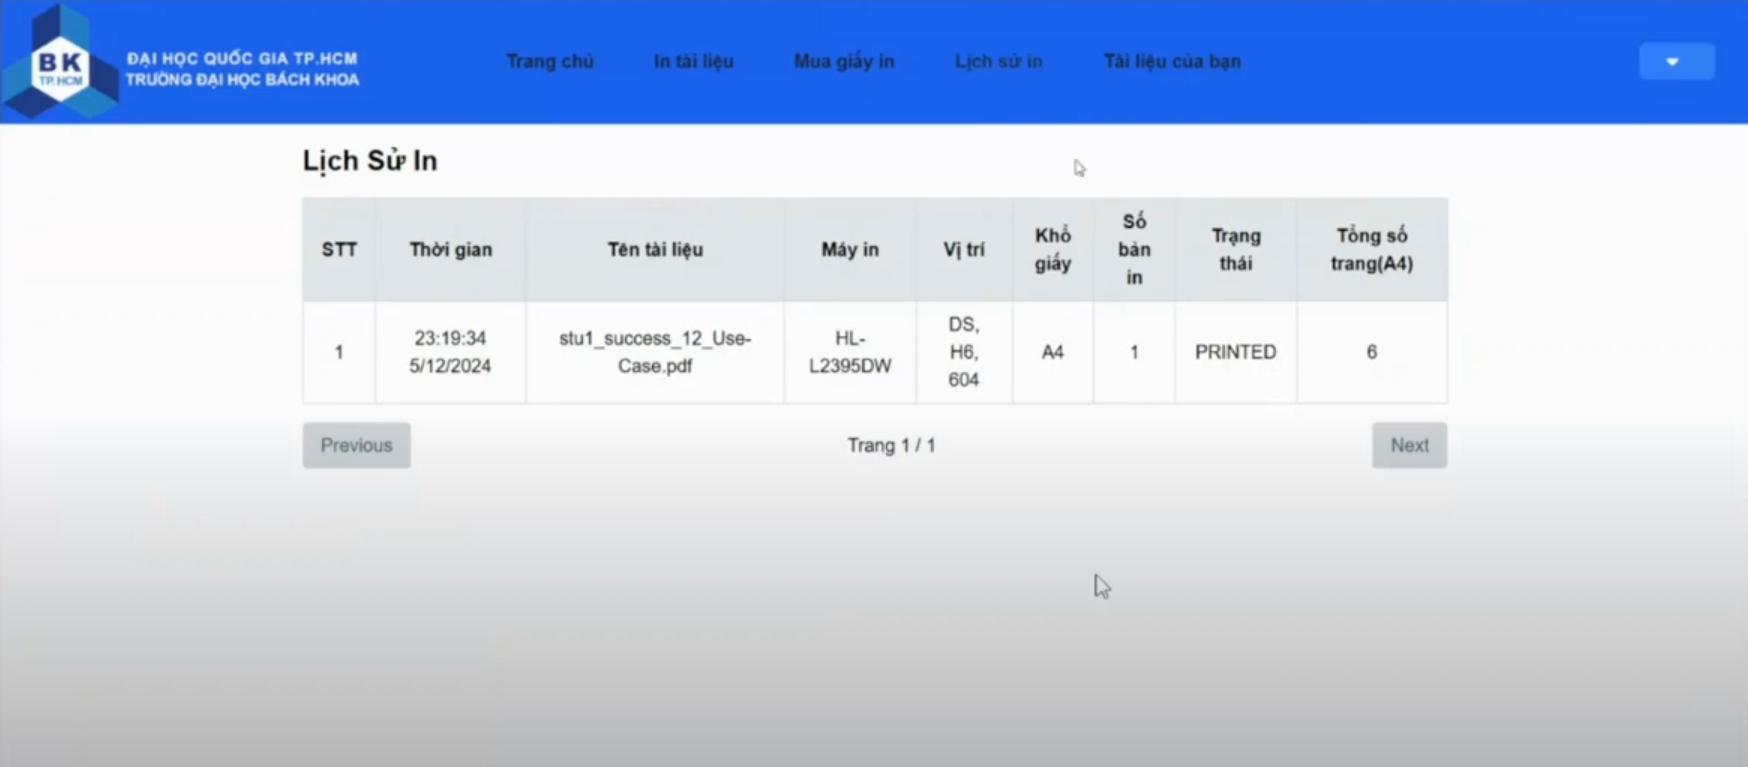 BK
TP.HCM
ĐẠI HỌC QUỐC GIA TP.HCM
TRƯỜNG ĐẠI HỌC BÁCH KHOA
Trang chủ
In tài liệu
Mua giấy in
Lịch sử in
Tài liệu của bạn
Lịch Sử In
STT
Thời gian
Tên tài liệu
Máy in
Vị trí
Khổ
giấy
Số
bản
in
Trạng
thái
Tổng số
trang(A4)
1
23:19:34
5/12/2024
stu1_success_12_Use-
Case.pdf
HL-
L2395DW
DS,
H6,
604
A4
1
PRINTED
6
Previous
Trang 1 / 1
Next